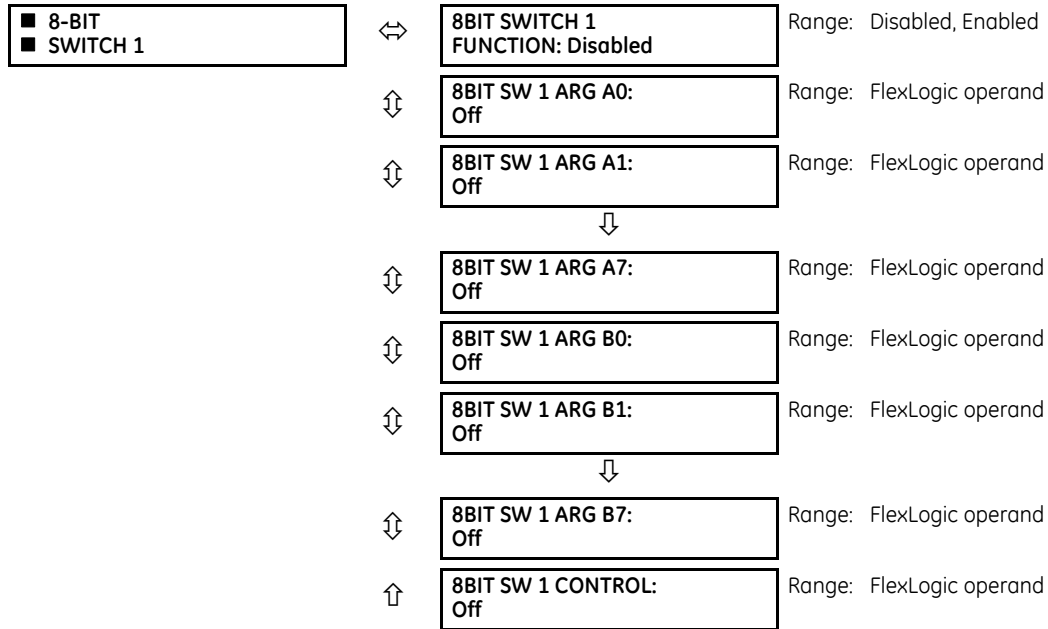 ■ 8-BIT
■ SWITCH 1
8BIT SWITCH 1
FUNCTION: Disabled
Range: Disabled, Enabled
8BIT SW 1 ARG A0:
Off
Range: FlexLogic operand
8BIT SW 1 ARG A1:
Off
Range: FlexLogic operand
8BIT SW 1 ARG A7:
Off
Range: FlexLogic operand
8BIT SW 1 ARG B0:
Off
Range: FlexLogic operand
8BIT SW 1 ARG B1:
Off
Range: FlexLogic operand
8BIT SW 1 ARG B7:
Off
Range: FlexLogic operand
8BIT SW 1 CONTROL:
Off
Range: FlexLogic operand